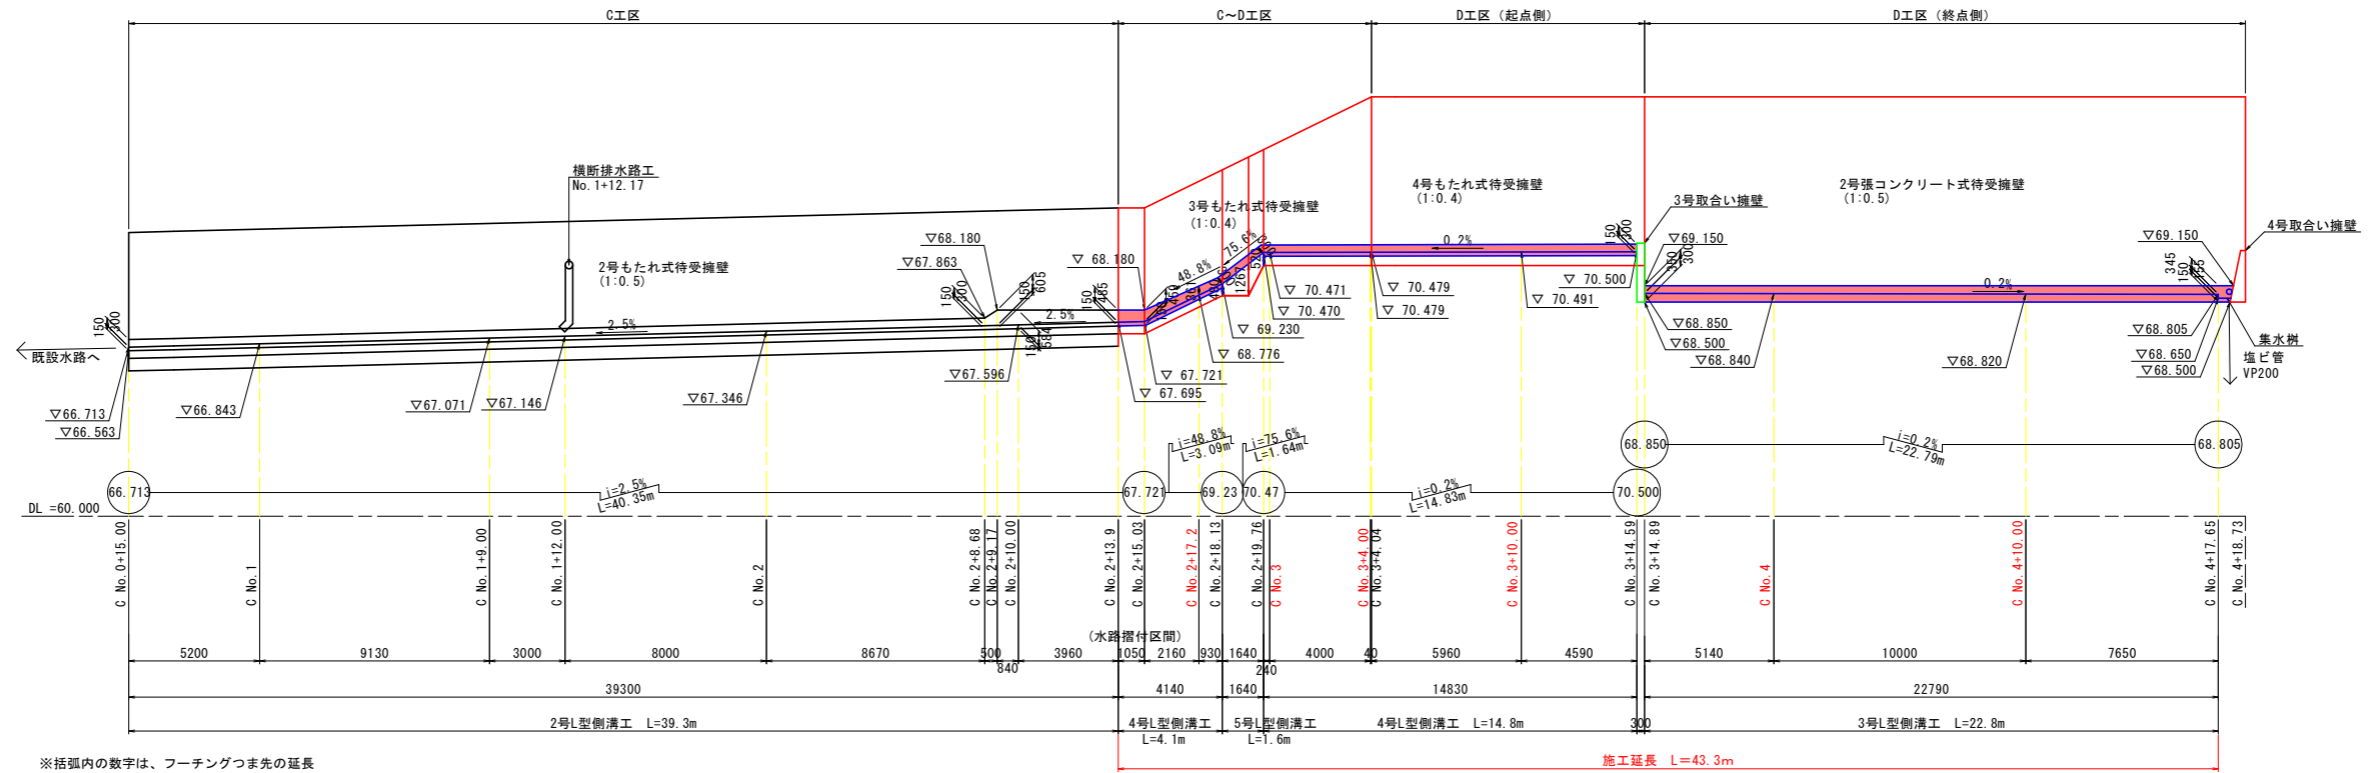 C工区
C～D工区
D工区（起点側）
D工区（終点側）
横断排水路工
No.1+12.17
2号もたれ式待受擁壁
(1:0.5)
3号もたれ式待受擁壁
(1:0.4)
4号もたれ式待受擁壁
(1:0.4)
2号張コンクリート式待受擁壁
(1:0.5)
3号取合い擁壁
4号取合い擁壁
▽68.180
▽67.863
▽ 68.180
150
300
150
300
150
605
150
485
150
584
2.5%
2.5%
48.8%
75.6%
150
450
1267
520
0.2%
150
300
▽69.150
350
300
▽69.150
345
150
155
0.2%
既設水路へ
▽66.713
▽66.563
▽66.843
▽67.071
▽67.146
▽67.346
▽67.596
▽ 67.721
▽ 67.695
▽ 68.776
▽ 69.230
▽ 70.470
▽ 70.471
▽ 70.479
▽ 70.479
▽ 70.491
▽ 70.500
▽68.850
▽68.500
▽68.840
▽68.820
▽68.805
▽68.650
▽68.500
集水桝
塩ビ管
VP200
66.713
i=2.5%
L=40.35m
67.721
i=48.8%
L=3.09m
69.23
i=75.6%
L=1.64m
70.47
i=0.2%
L=14.83m
70.500
68.850
i=0.2%
L=22.79m
68.805
DL =60.000
C No.0+15.00
C No.1
C No.1+9.00
C No.1+12.00
C No.2
C No.2+8.68
C No.2+9.17
C No.2+10.00
C No.2+13.9
C No.2+15.03
C No.2+17.2
C No.2+18.13
C No.2+19.76
C No.3
C No.3+4.00
C No.3+4.04
C No.3+10.00
C No.3+14.59
C No.3+14.89
C No.4
C No.4+10.00
C No.4+17.65
C No.4+18.73
(水路摺付区間)
5200
9130
3000
8000
8670
500
840
3960
1050
2160
930
1640
240
4000
40
5960
4590
5140
10000
7650
39300
4140
1640
14830
22790
2号L型側溝工　L=39.3m
4号L型側溝工
L=4.1m
5号L型側溝工
L=1.6m
4号L型側溝工　L=14.8m
300
3号L型側溝工　L=22.8m
施工延長　L＝43.3m
※括弧内の数字は、フーチングつま先の延長